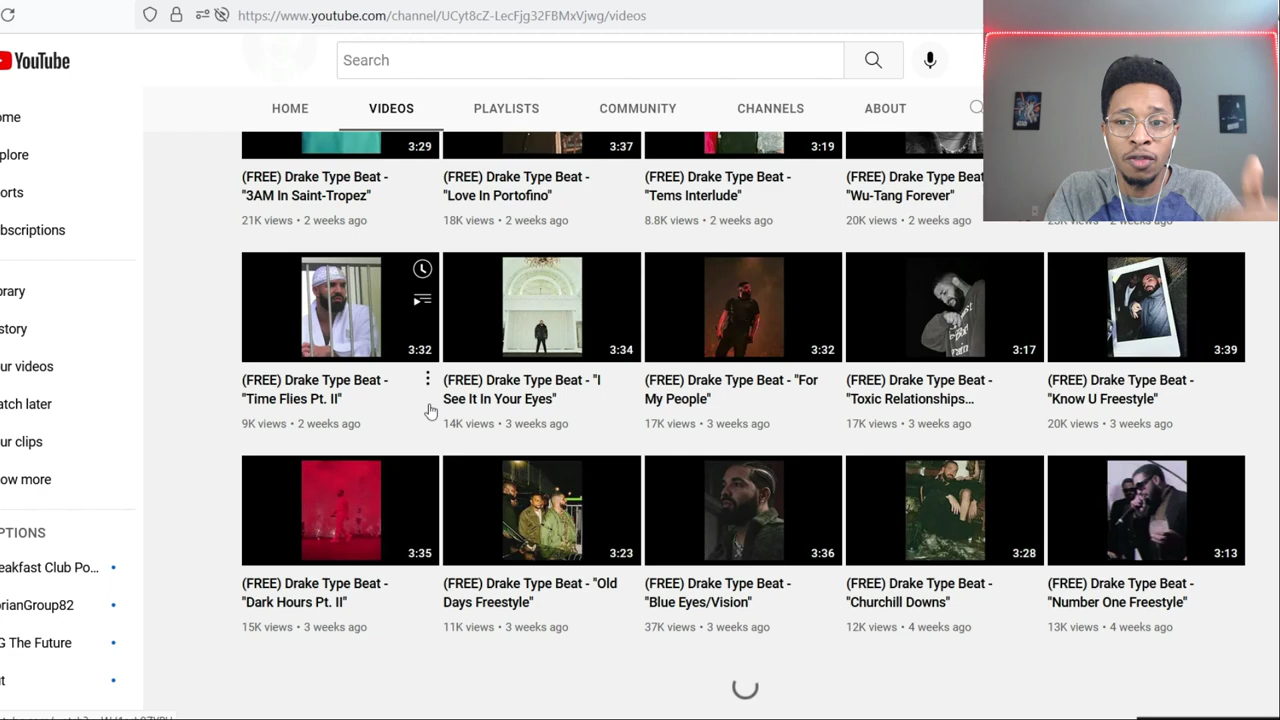 https://www.youtube.com/channel/UCyt8cZ-LecFjg32FBMxVjwg/videos
YouTube
Search
HOME VIDEOS PLAYLISTS COMMUNITY CHANNELS ABOUT
ome
plore
orts
bscriptions
brary
story
ur videos
atch later
ur clips
ow more
PTIONS
eakfast Club Po...
orianGroup82
G The Future
3:29 3:37 3:19
(FREE) Drake Type Beat - (FREE) Drake Type Beat - (FREE) Drake Type Beat - (FREE) Drake Type Beat -
"3AM In Saint-Tropez" "Love In Portofino" "Tems Interlude" "Wu-Tang Forever"
21K views • 2 weeks ago 18K views • 2 weeks ago 8.8K views • 2 weeks ago 20K views • 2 weeks ago
3:32 3:34 3:32 3:17 3:39
(FREE) Drake Type Beat - (FREE) Drake Type Beat - "I (FREE) Drake Type Beat - "For (FREE) Drake Type Beat - (FREE) Drake Type Beat -
"Time Flies Pt. II" See It In Your Eyes" My People" "Toxic Relationships... "Know U Freestyle"
9K views • 2 weeks ago 14K views • 3 weeks ago 17K views • 3 weeks ago 17K views • 3 weeks ago 20K views • 3 weeks ago
3:35 3:23 3:36 3:28 3:13
(FREE) Drake Type Beat - (FREE) Drake Type Beat - "Old (FREE) Drake Type Beat - (FREE) Drake Type Beat - (FREE) Drake Type Beat -
"Dark Hours Pt. II" Days Freestyle" "Blue Eyes/Vision" "Churchill Downs" "Number One Freestyle"
15K views • 3 weeks ago 11K views • 3 weeks ago 37K views • 3 weeks ago 12K views • 4 weeks ago 13K views • 4 weeks ago